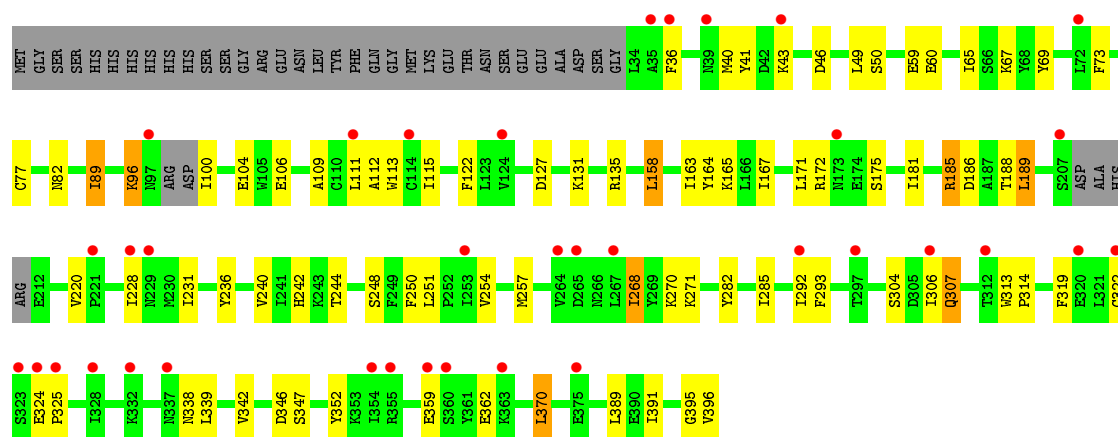 MET GLY SER SER HIS HIS HIS HIS HIS HIS SER SER GLY ARG GLU ASN LEU TYR PHE GLN GLY MET LYS GLU THR ASN SER GLU GLU ALA ASP SER GLY L34 A35 F36 N39 M40 Y41 D42 K43 D46 L49 S50 E59 E60 I65 S66 K67 Y68 Y69 L72 F73
C77 N82 I89 K96 N97 ARG ASP I100 E104 W105 E106 A109 C110 L111 A112 W113 C114 I115 F122 L123 V124 D127 K131 R135 L158 I163 Y164 K165 L166 I167 L171 R172 N173 E174 S175 I181 R185 D186 A187 T188 L189 S207 ASP ALA HIS
ARG E212 V220 P221 I228 N229 M230 I231 Y236 V240 I241 H242 K243 T244 S248 F249 F250 L251 P252 I253 V254 M257 V264 D265 N266 L267 I268 Y269 K270 K271 Y282 I285 I292 F293 T297 S304 D305 I306 Q307 T312 W313 P314 F319 E320 L321
S323 E324 P325 I328 K332 N337 N338 L339 V342 D346 S347 Y352 K353 I354 R355 E359 S360 Y361 E362 K363 L370 E375 L389 E390 I391 G395 V396